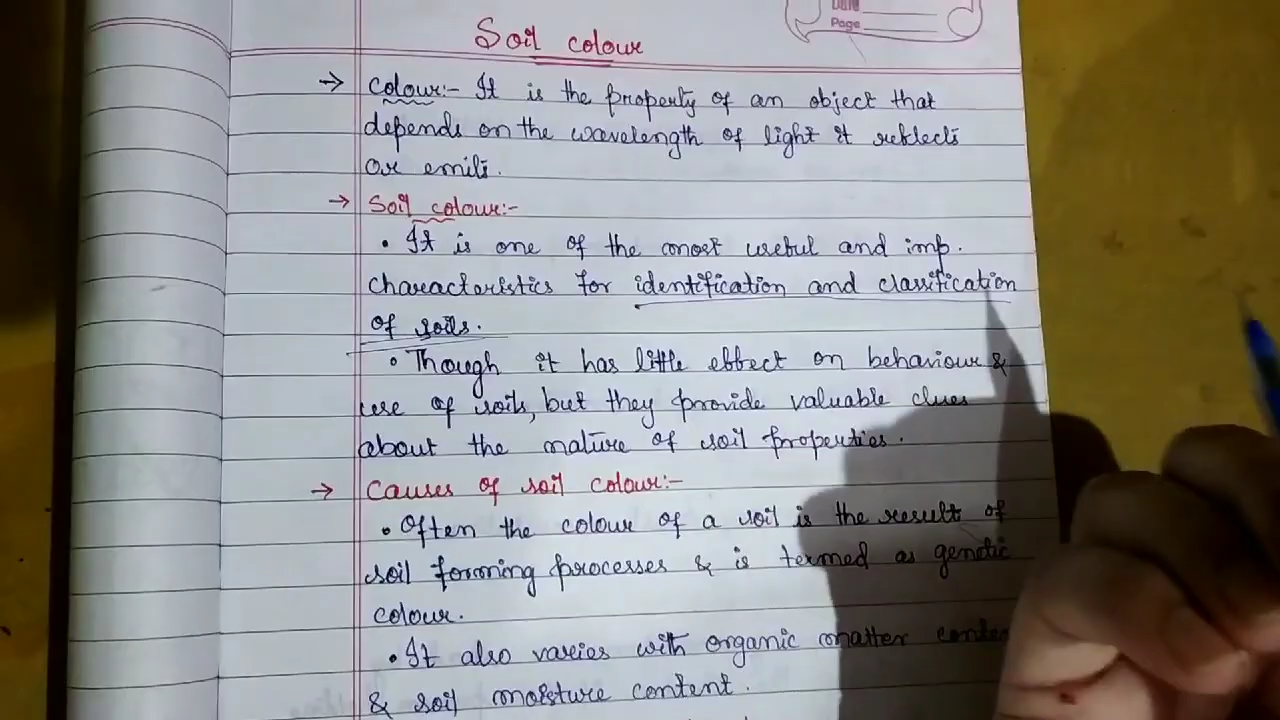 Date
Page
Soil colour
→ Colour:- It is the property of an object that
depends on the wavelength of light it reflects
or emits.
→ Soil colour:-
• It is one of the most useful and imp.
characteristics for identification and classification
of soils.
• Though it has little effect on behaviour &
use of soils, but they provide valuable clues
about the nature of soil properties.
→ Causes of soil colour:-
• Often the colour of a soil is the result of
soil forming processes & is termed as genetic
colour.
• It also varies with organic matter
& soil moisture content.